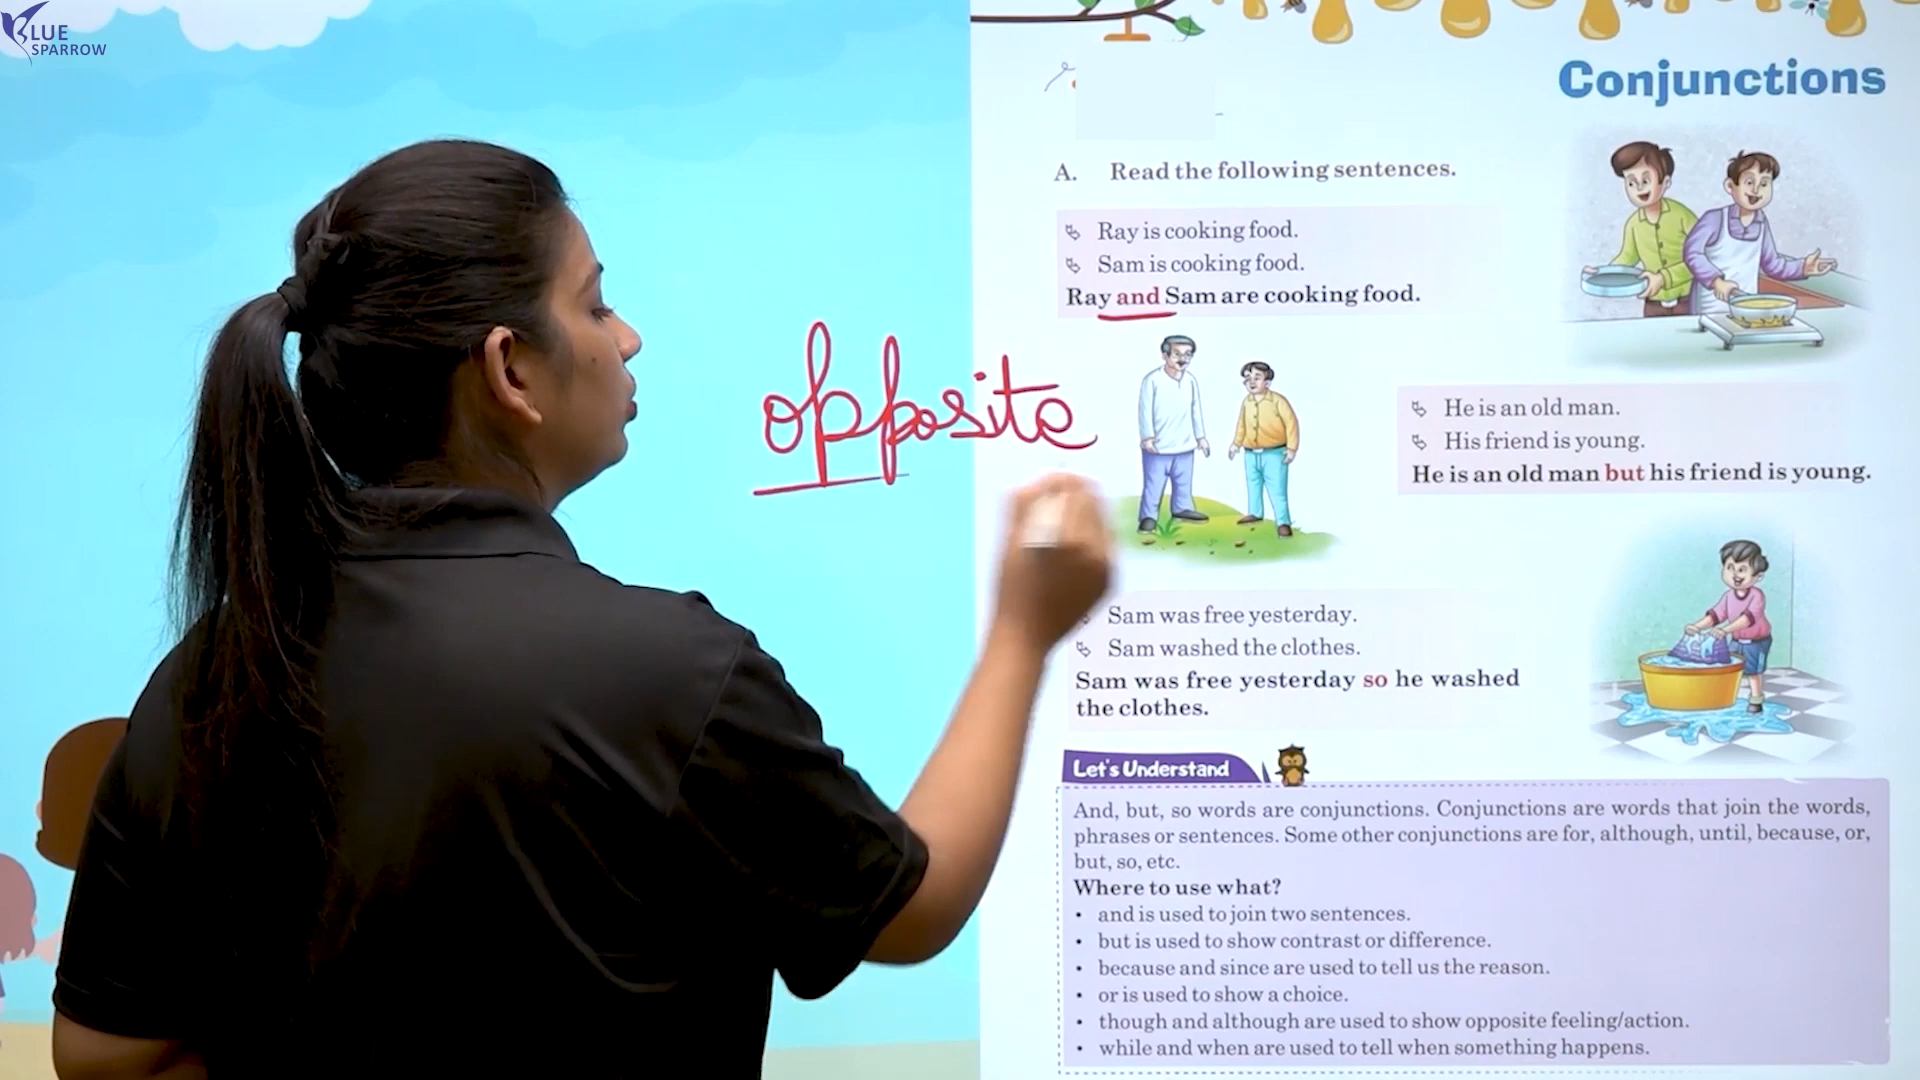 BLUE
SPARROW
Conjunctions
A. Read the following sentences.
Ray is cooking food.
Sam is cooking food.
Ray and Sam are cooking food.
opposite
He is an old man.
His friend is young.
He is an old man but his friend is young.
Sam was free yesterday.
Sam washed the clothes.
Sam was free yesterday so he washed
the clothes.
Let's Understand
And, but, so words are conjunctions. Conjunctions are words that join the words,
phrases or sentences. Some other conjunctions are for, although, until, because, or,
but, so, etc.
Where to use what?
• and is used to join two sentences.
• but is used to show contrast or difference.
• because and since are used to tell us the reason.
• or is used to show a choice.
• though and although are used to show opposite feeling/action.
• while and when are used to tell when something happens.